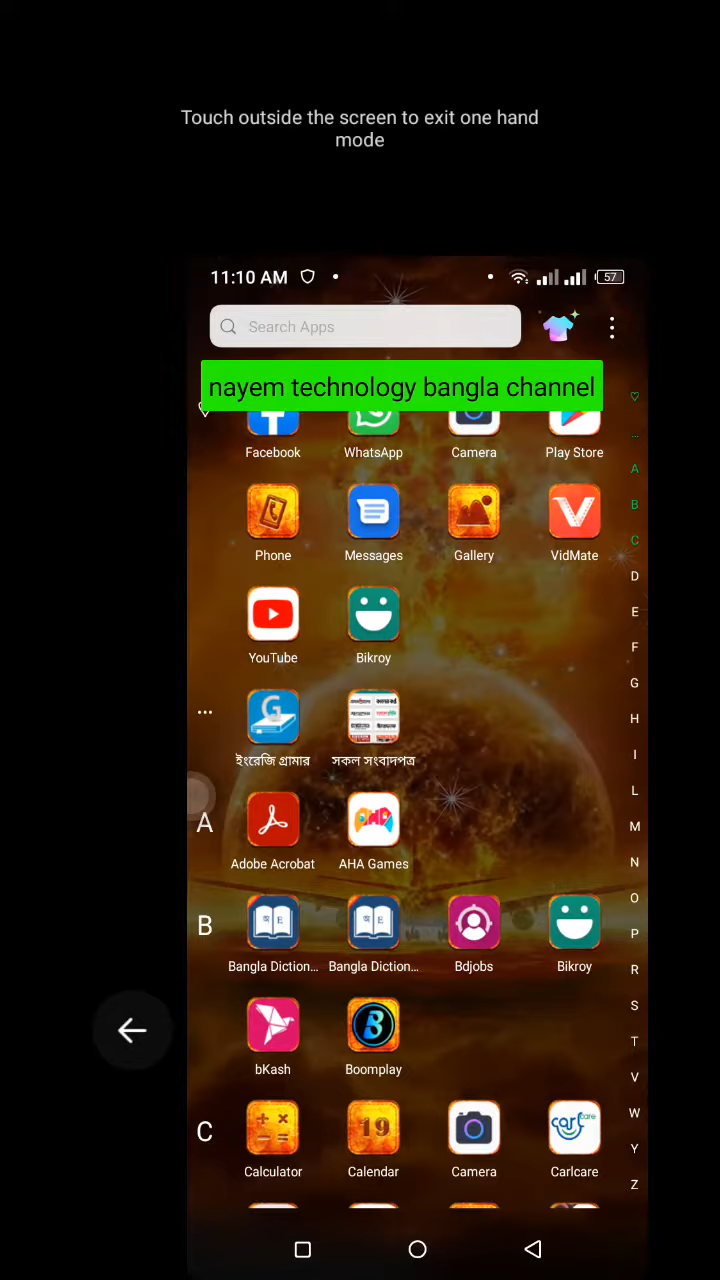 Touch outside the screen to exit one hand
mode
11:10 AM 57
Search Apps
nayem technology bangla channel
Facebook WhatsApp Camera Play Store
Phone Messages Gallery VidMate
YouTube Bikroy
...
ইংরেজি গ্রামার সকল সংবাদপত্র
A
Adobe Acrobat AHA Games
B
Bangla Diction... Bangla Diction... Bdjobs Bikroy
bKash Boomplay
C
19
Calculator Calendar Camera Carlcare
...
A
B
C
D
E
F
G
H
I
L
M
N
O
P
R
S
T
V
W
Y
Z